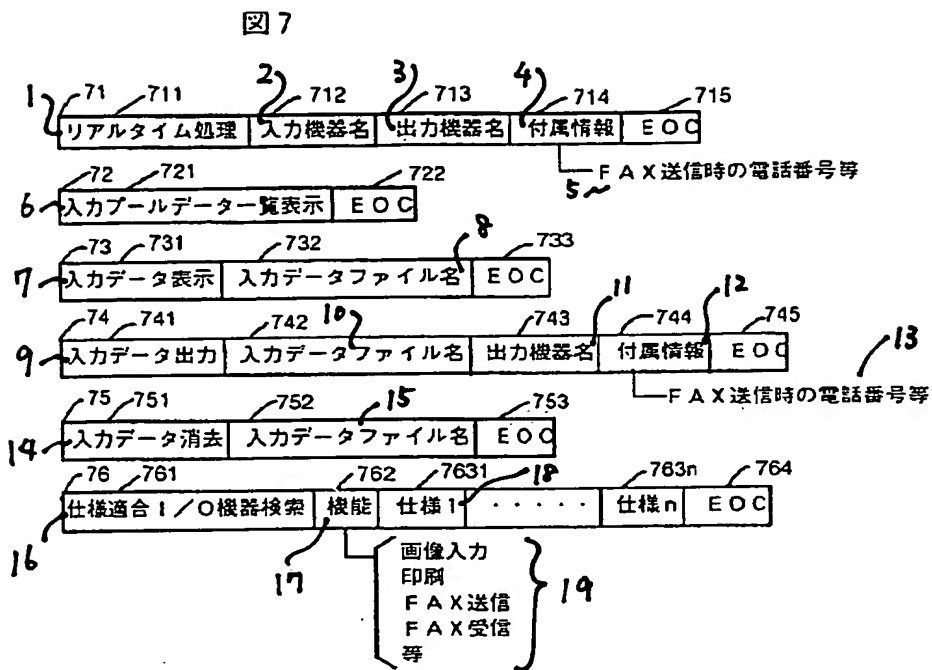 図7
1 71 711 2 712 3 713 4 714 715
リアルタイム処理 入力機器名 出力機器名 付属情報 EOC
5~ FAX送信時の電話番号等
72 721 722
6 入力プールデータ一覧表示 EOC
73 731 732 8 733
7 入力データ表示 入力データファイル名 EOC
74 741 742 10 743 11 744 12 745
9 入力データ出力 入力データファイル名 出力機器名 付属情報 EOC
13
FAX送信時の電話番号等
75 751 752 15 753
14 入力データ消去 入力データファイル名 EOC
76 761 762 7631 18 763n 764
16 仕様適合I/O機器検索 機能 仕様1 ・・・・・ 仕様n EOC
17 画像入力
印刷
FAX送信 19
FAX受信
等